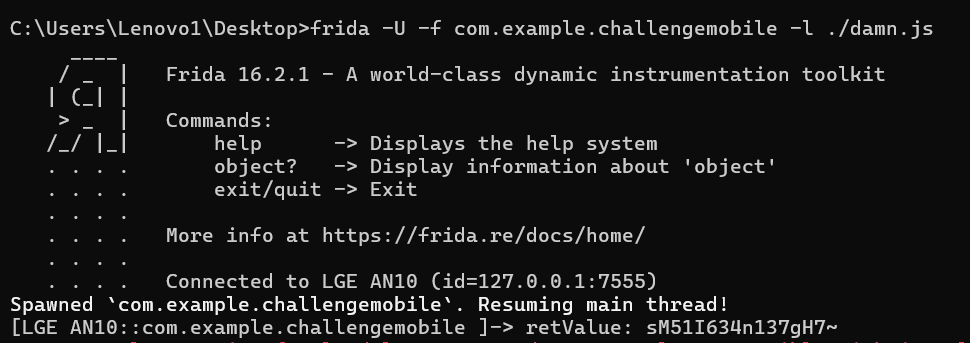 C:\Users\Lenovo1\Desktop>frida -U -f com.example.challengemobile -l ./damn.js
     ____
    / _  |   Frida 16.2.1 - A world-class dynamic instrumentation toolkit
   | (_| |
    > _  |   Commands:
   /_/ |_|       help      -> Displays the help system
   . . . .       object?   -> Display information about 'object'
   . . . .       exit/quit -> Exit
   . . . .
   . . . .   More info at https://frida.re/docs/home/
   . . . .
   . . . .   Connected to LGE AN10 (id=127.0.0.1:7555)
Spawned `com.example.challengemobile`. Resuming main thread!
[LGE AN10::com.example.challengemobile ]-> retValue: sM51I634n137gH7~